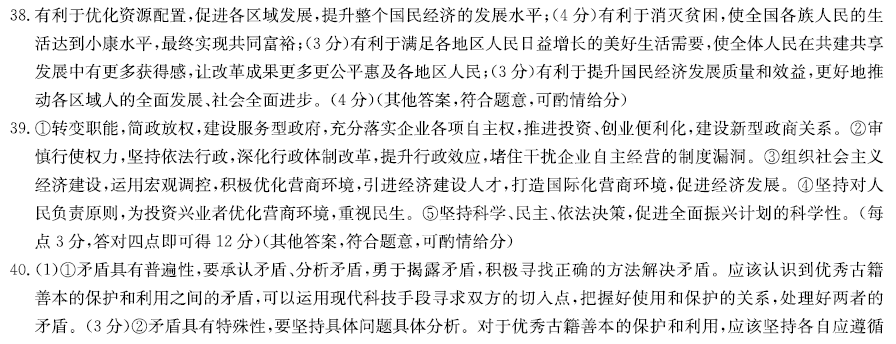 38. 有利于优化资源配置,促进各区域发展,提升整个国民经济的发展水平;(4分)有利于消灭贫困,使全国各族人民的生
活达到小康水平,最终实现共同富裕;(3分)有利于满足各地区人民日益增长的美好生活需要,使全体人民在共建共享
发展中有更多获得感,让改革成果更多更公平惠及各地区人民;(3分)有利于提升国民经济发展质量和效益,更好地推
动各区域人的全面发展、社会全面进步。(4分)(其他答案,符合题意,可酌情给分)
39. ①转变职能,简政放权,建设服务型政府,充分落实企业各项自主权,推进投资、创业便利化,建设新型政商关系。②审
慎行使权力,坚持依法行政,深化行政体制改革,提升行政效应,堵住干扰企业自主经营的制度漏洞。③组织社会主义
经济建设,运用宏观调控,积极优化营商环境,引进经济建设人才,打造国际化营商环境,促进经济发展。④坚持对人
民负责原则,为投资兴业者优化营商环境,重视民生。⑤坚持科学、民主、依法决策,促进全面振兴计划的科学性。(每
点3分,答对四点即可得12分)(其他答案,符合题意,可酌情给分)
40. (1)①矛盾具有普遍性,要承认矛盾、分析矛盾,勇于揭露矛盾,积极寻找正确的方法解决矛盾。应该认识到优秀古籍
善本的保护和利用之间的矛盾,可以运用现代科技手段寻求双方的切入点,把握好使用和保护的关系,处理好两者的
矛盾。(3分)②矛盾具有特殊性,要坚持具体问题具体分析。对于优秀古籍善本的保护和利用,应该坚持各自应遵循